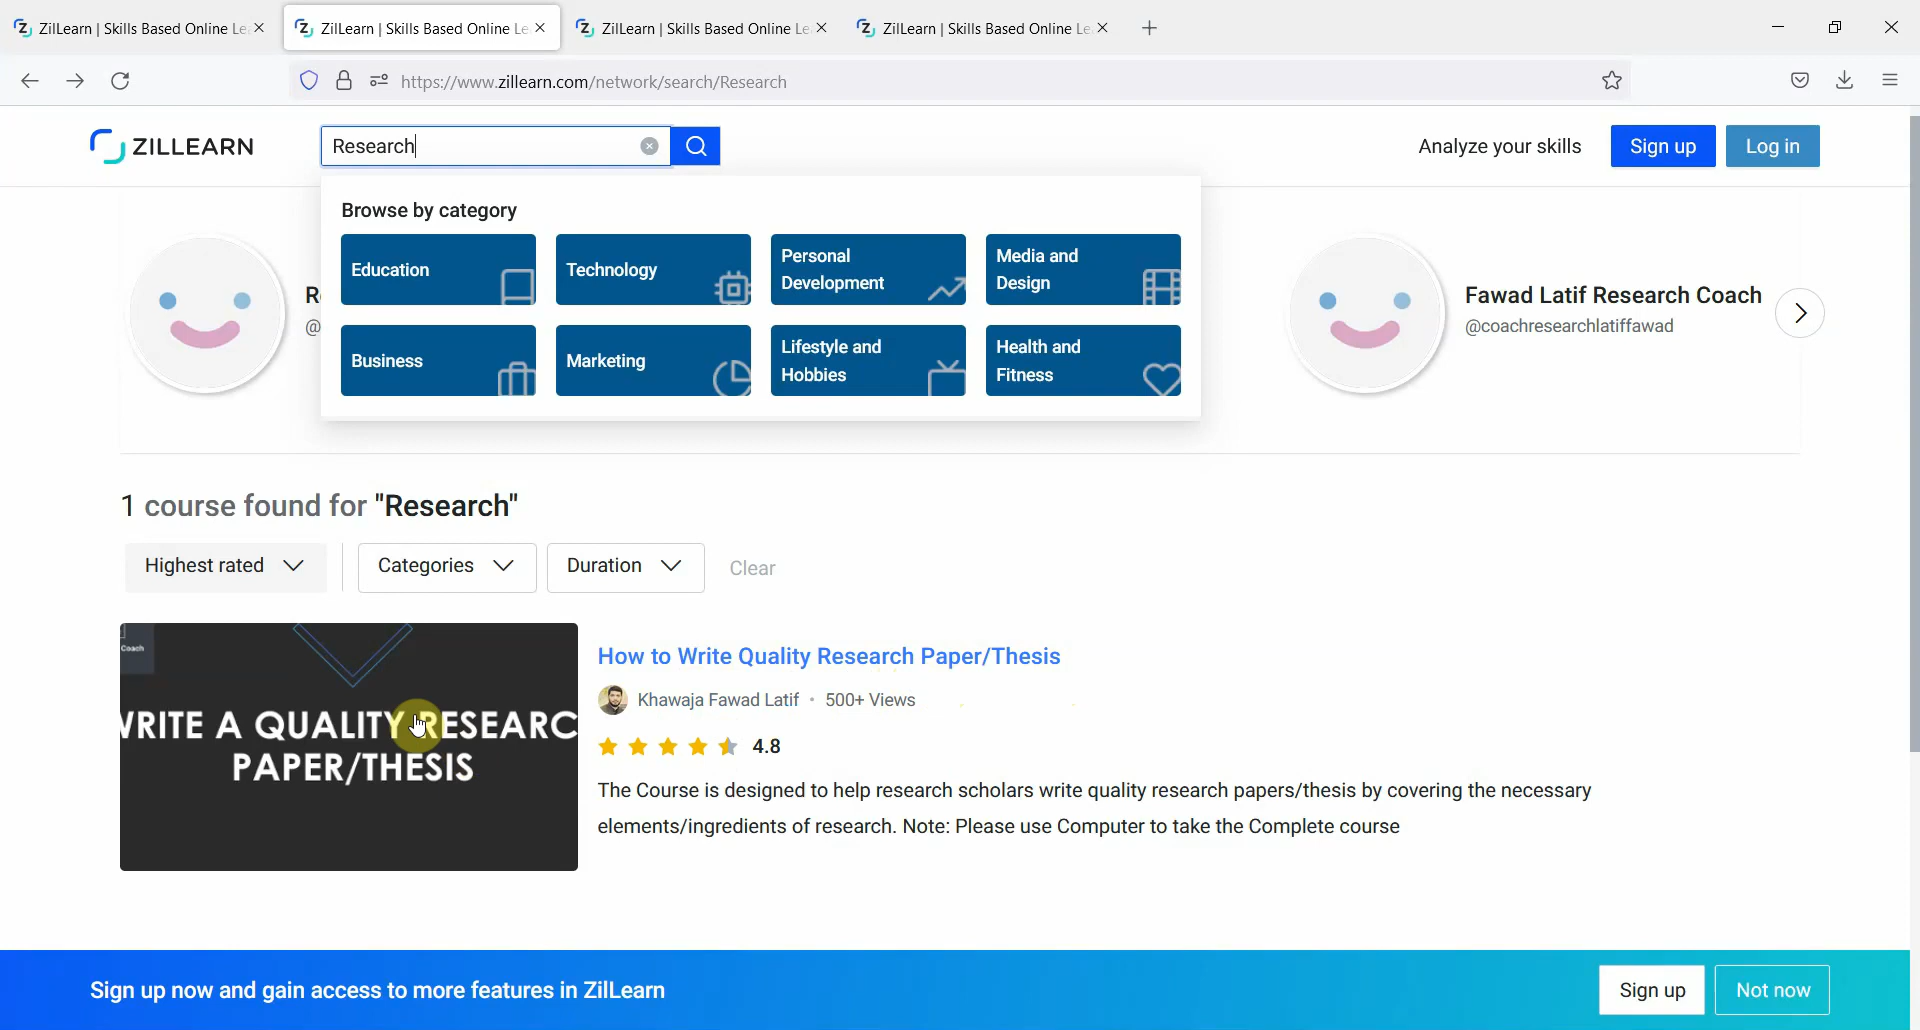 ZilLearn | Skills Based Online Le
ZilLearn | Skills Based Online Le
ZilLearn | Skills Based Online Le
ZilLearn | Skills Based Online Le
https://www.zillearn.com/network/search/Research
ZILLEARN
Research
Analyze your skills
Sign up
Log in
Browse by category
Education
Technology
Personal
Development
Media and
Design
Business
Marketing
Lifestyle and
Hobbies
Health and
Fitness
R
@
Fawad Latif Research Coach
@coachresearchlatiffawad
1 course found for "Research"
Highest rated
Categories
Duration
Clear
Coach
WRITE A QUALITY RESEARC
PAPER/THESIS
How to Write Quality Research Paper/Thesis
Khawaja Fawad Latif · 500+ Views
4.8
The Course is designed to help research scholars write quality research papers/thesis by covering the necessary
elements/ingredients of research. Note: Please use Computer to take the Complete course
Sign up now and gain access to more features in ZilLearn
Sign up
Not now